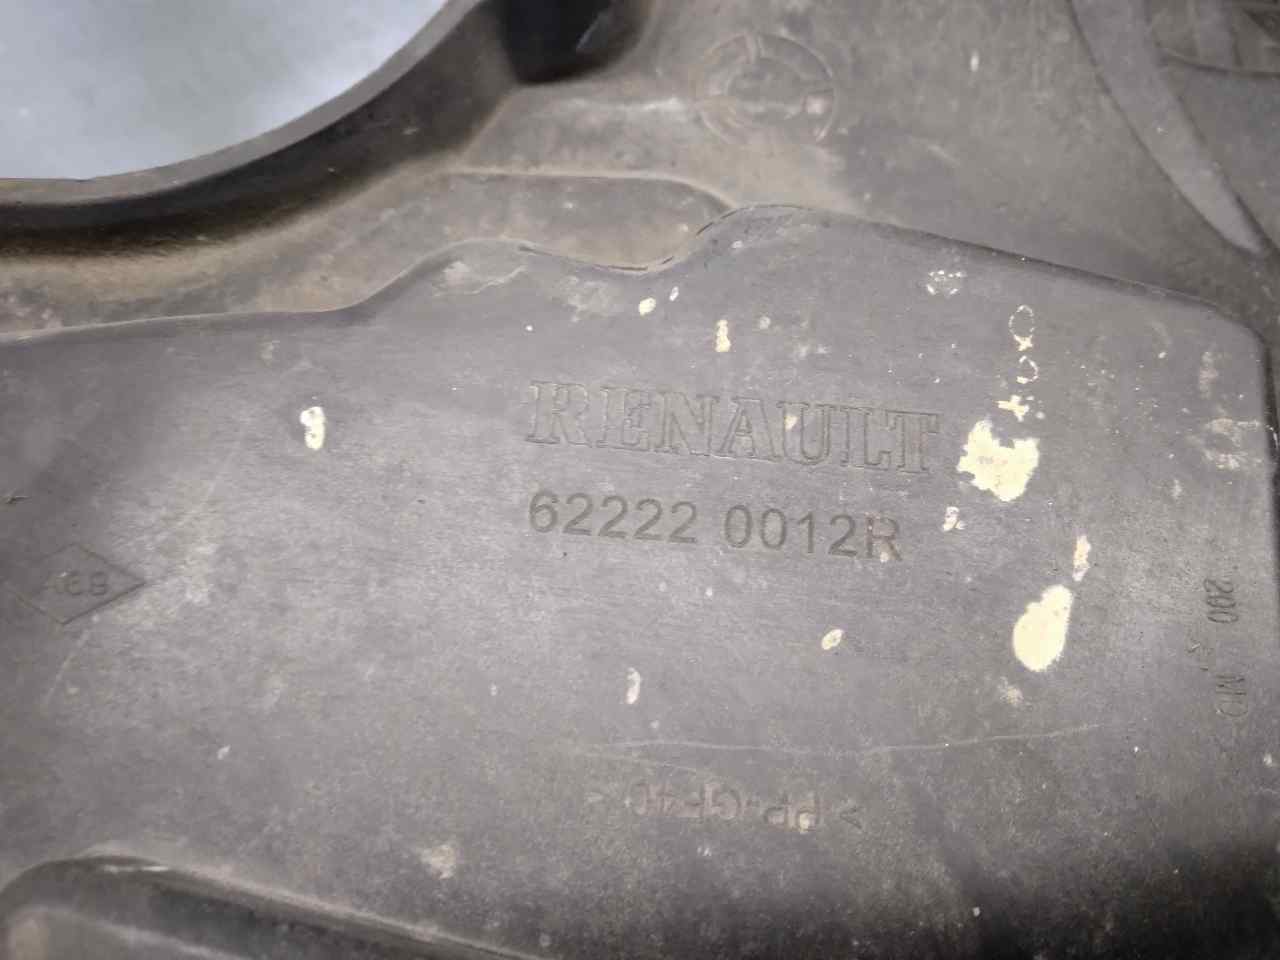 RENAULT
62222 0012R
>PP-GF40<